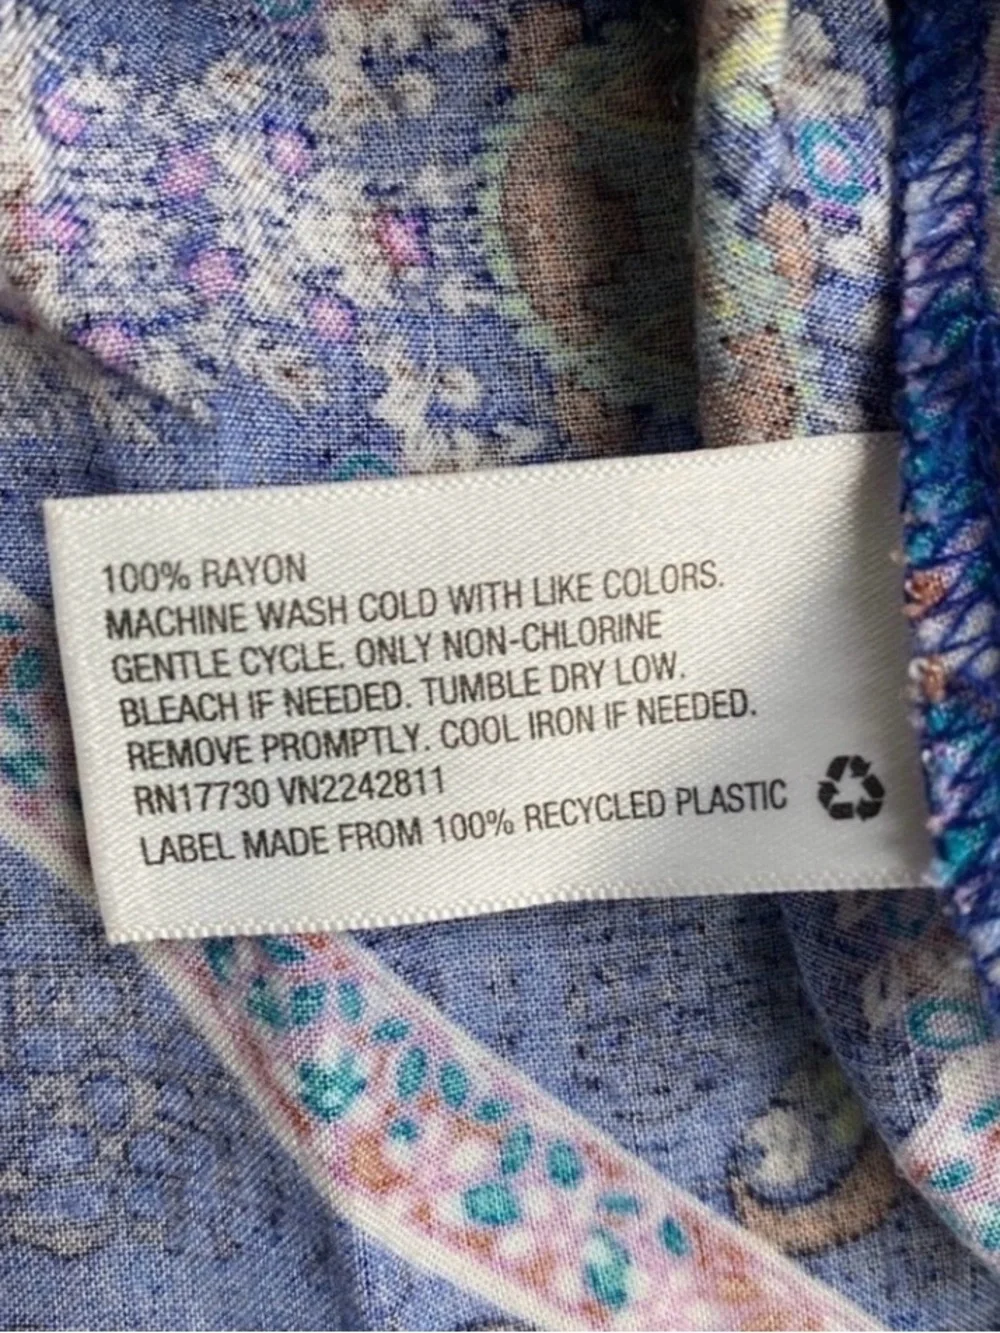 100% RAYON
MACHINE WASH COLD WITH LIKE COLORS.
GENTLE CYCLE. ONLY NON-CHLORINE
BLEACH IF NEEDED. TUMBLE DRY LOW.
REMOVE PROMPTLY. COOL IRON IF NEEDED.
RN17730 VN2242811
LABEL MADE FROM 100% RECYCLED PLASTIC